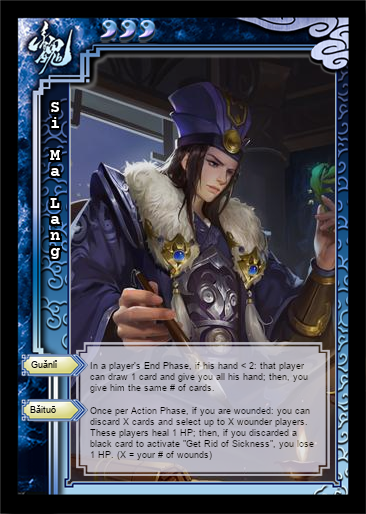 魏
Si Ma Lang
Guǎnlǐ
In a player's End Phase, if his hand < 2: that player
can draw 1 card and give you all his hand; then, you
give him the same # of cards.
Bǎituō
Once per Action Phase, if you are wounded: you can
discard X cards and select up to X wounder players.
These players heal 1 HP; then, if you discarded a
black card to activate "Get Rid of Sickness", you lose
1 HP. (X = your # of wounds)